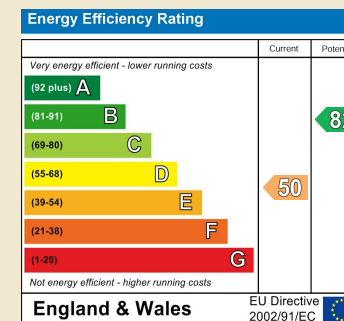 Energy Efficiency Rating
Current
Very energy efficient - lower running costs
(92 plus) A
(81-91) B
(69-80) C
(55-68) D
(39-54) E
50
(21-38) F
(1-20) G
Not energy efficient - higher running costs
England & Wales
EU Directive
2002/91/EC